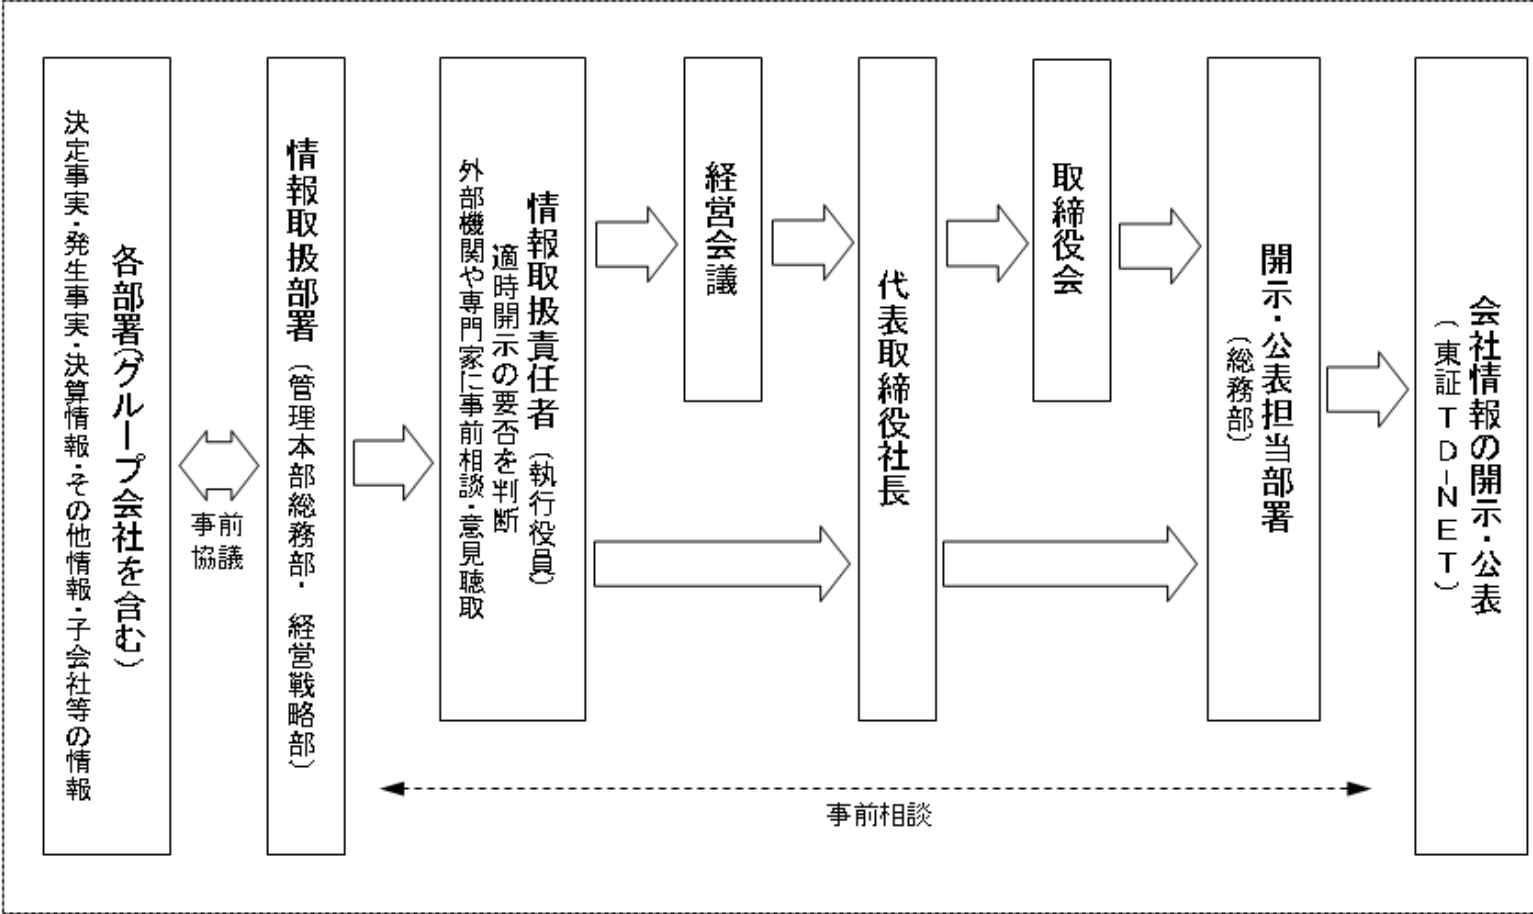 各部署(グループ会社を含む)
決定事実・発生事実・決算情報・その他情報・子会社等の情報
事前
協議
情報取扱部署(管理本部総務部・ 経営戦略部)
情報取扱責任者(執行役員)
適時開示の要否を判断
外部機関や専門家に事前相談・意見聴取
経営会議
代表取締役社長
取締役会
開示・公表担当部署
(総務部)
会社情報の開示・公表
(東証TD-NET)
事前相談